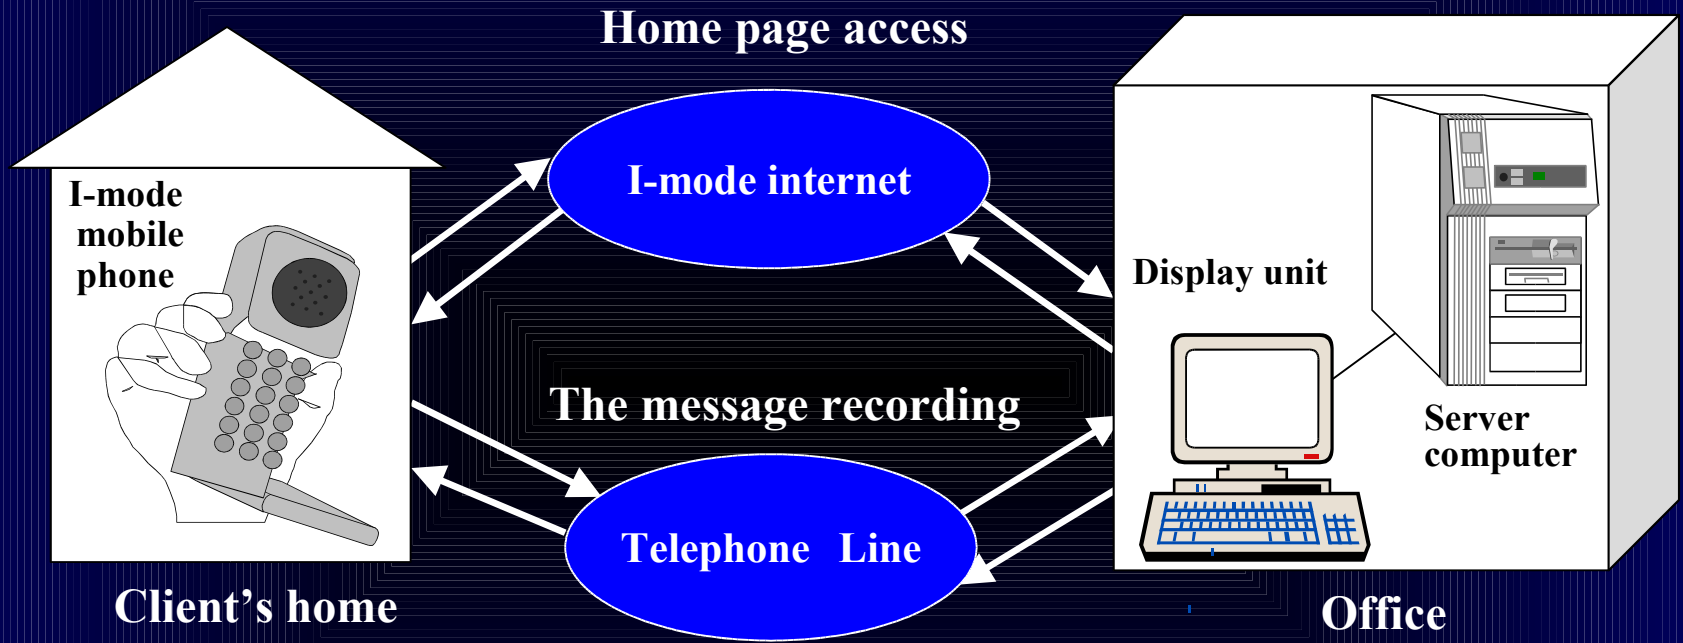 Home page access
I-mode
mobile
phone
I-mode internet
Display unit
The message recording
Server
computer
Telephone Line
Client’s home
Office